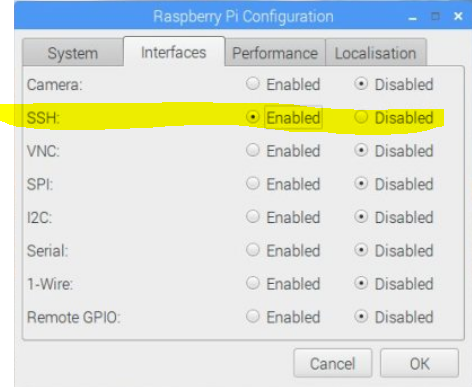 Raspberry Pi Configuration
System Interfaces Performance Localisation
Camera: Enabled Disabled
SSH: Enabled Disabled
VNC: Enabled Disabled
SPI: Enabled Disabled
I2C: Enabled Disabled
Serial: Enabled Disabled
1-Wire: Enabled Disabled
Remote GPIO: Enabled Disabled
Cancel OK